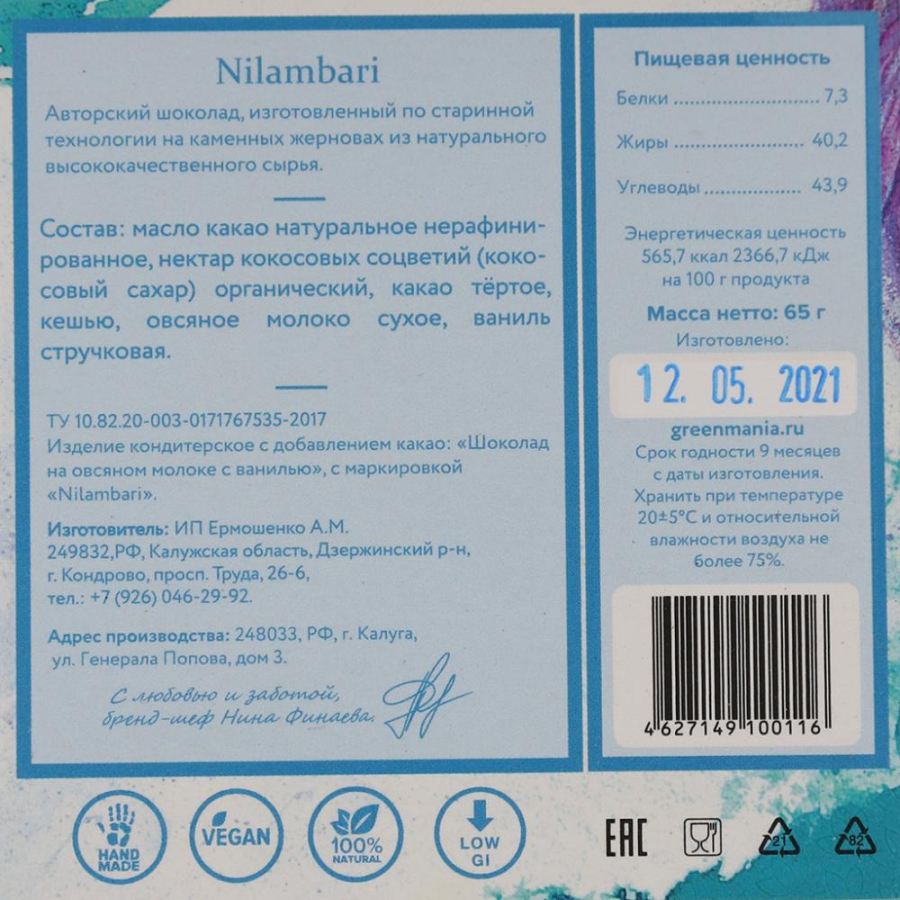 Nilambari
Авторский шоколад, изготовленный по старинной
технологии на каменных жерновах из натурального
высококачественного сырья.
Состав: масло какао натуральное нерафини-
рованное, нектар кокосовых соцветий (коко-
совый сахар) органический, какао тёртое,
кешью, овсяное молоко сухое, ваниль
стручковая.
ТУ 10.82.20-003-0171767535-2017
Изделие кондитерское с добавлением какао: «Шоколад
на овсяном молоке с ванилью», с маркировкой
«Nilambari».
Изготовитель: ИП Ермошенко А.М.
249832,РФ, Калужская область, Дзержинский р-н,
г. Кондрово, просп. Труда, 26-6,
тел.: +7 (926) 046-29-92.
Адрес производства: 248033, РФ, г. Калуга,
ул. Генерала Попова, дом 3.
С любовью и заботой,
бренд-шеф Нина Финаева.
Пищевая ценность
Белки ........................ 7,3
Жиры ...................... 40,2
Углеводы ................ 43,9
Энергетическая ценность
565,7 ккал 2366,7 кДж
на 100 г продукта
Масса нетто: 65 г
Изготовлено:
12. 05. 2021
greenmania.ru
Срок годности 9 месяцев
с даты изготовления.
Хранить при температуре
20±5°С и относительной
влажности воздуха не
более 75%.
4 627149 100116
HAND
MADE
VEGAN
100%
NATURAL
LOW
GI
EAC
21
82